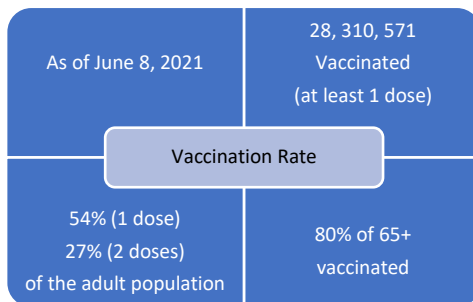 As of June 8, 2021
28, 310, 571
Vaccinated
(at least 1 dose)
Vaccination Rate
54% (1 dose)
27% (2 doses)
of the adult population
80% of 65+
vaccinated